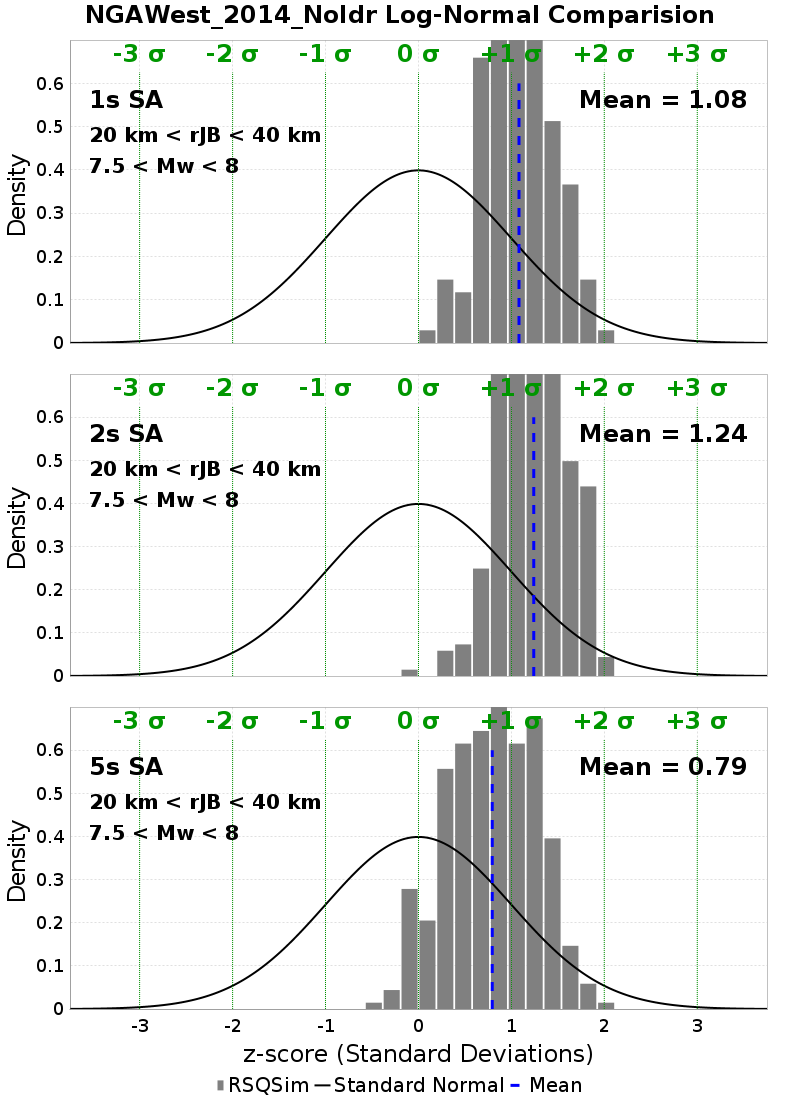 NGAWest_2014_NoIdr Log-Normal Comparision
-3 σ -2 σ -1 σ 0 σ +1 σ +2 σ +3 σ
1s SA Mean = 1.08
20 km < rJB < 40 km
7.5 < Mw < 8
Density
0.6
0.5
0.4
0.3
0.2
0.1
0
-3 σ -2 σ -1 σ 0 σ +1 σ +2 σ +3 σ
2s SA Mean = 1.24
20 km < rJB < 40 km
7.5 < Mw < 8
Density
0.6
0.5
0.4
0.3
0.2
0.1
0
-3 σ -2 σ -1 σ 0 σ +1 σ +2 σ +3 σ
5s SA Mean = 0.79
20 km < rJB < 40 km
7.5 < Mw < 8
Density
0.6
0.5
0.4
0.3
0.2
0.1
0
-3 -2 -1 0 1 2 3
z-score (Standard Deviations)
RSQSim Standard Normal Mean